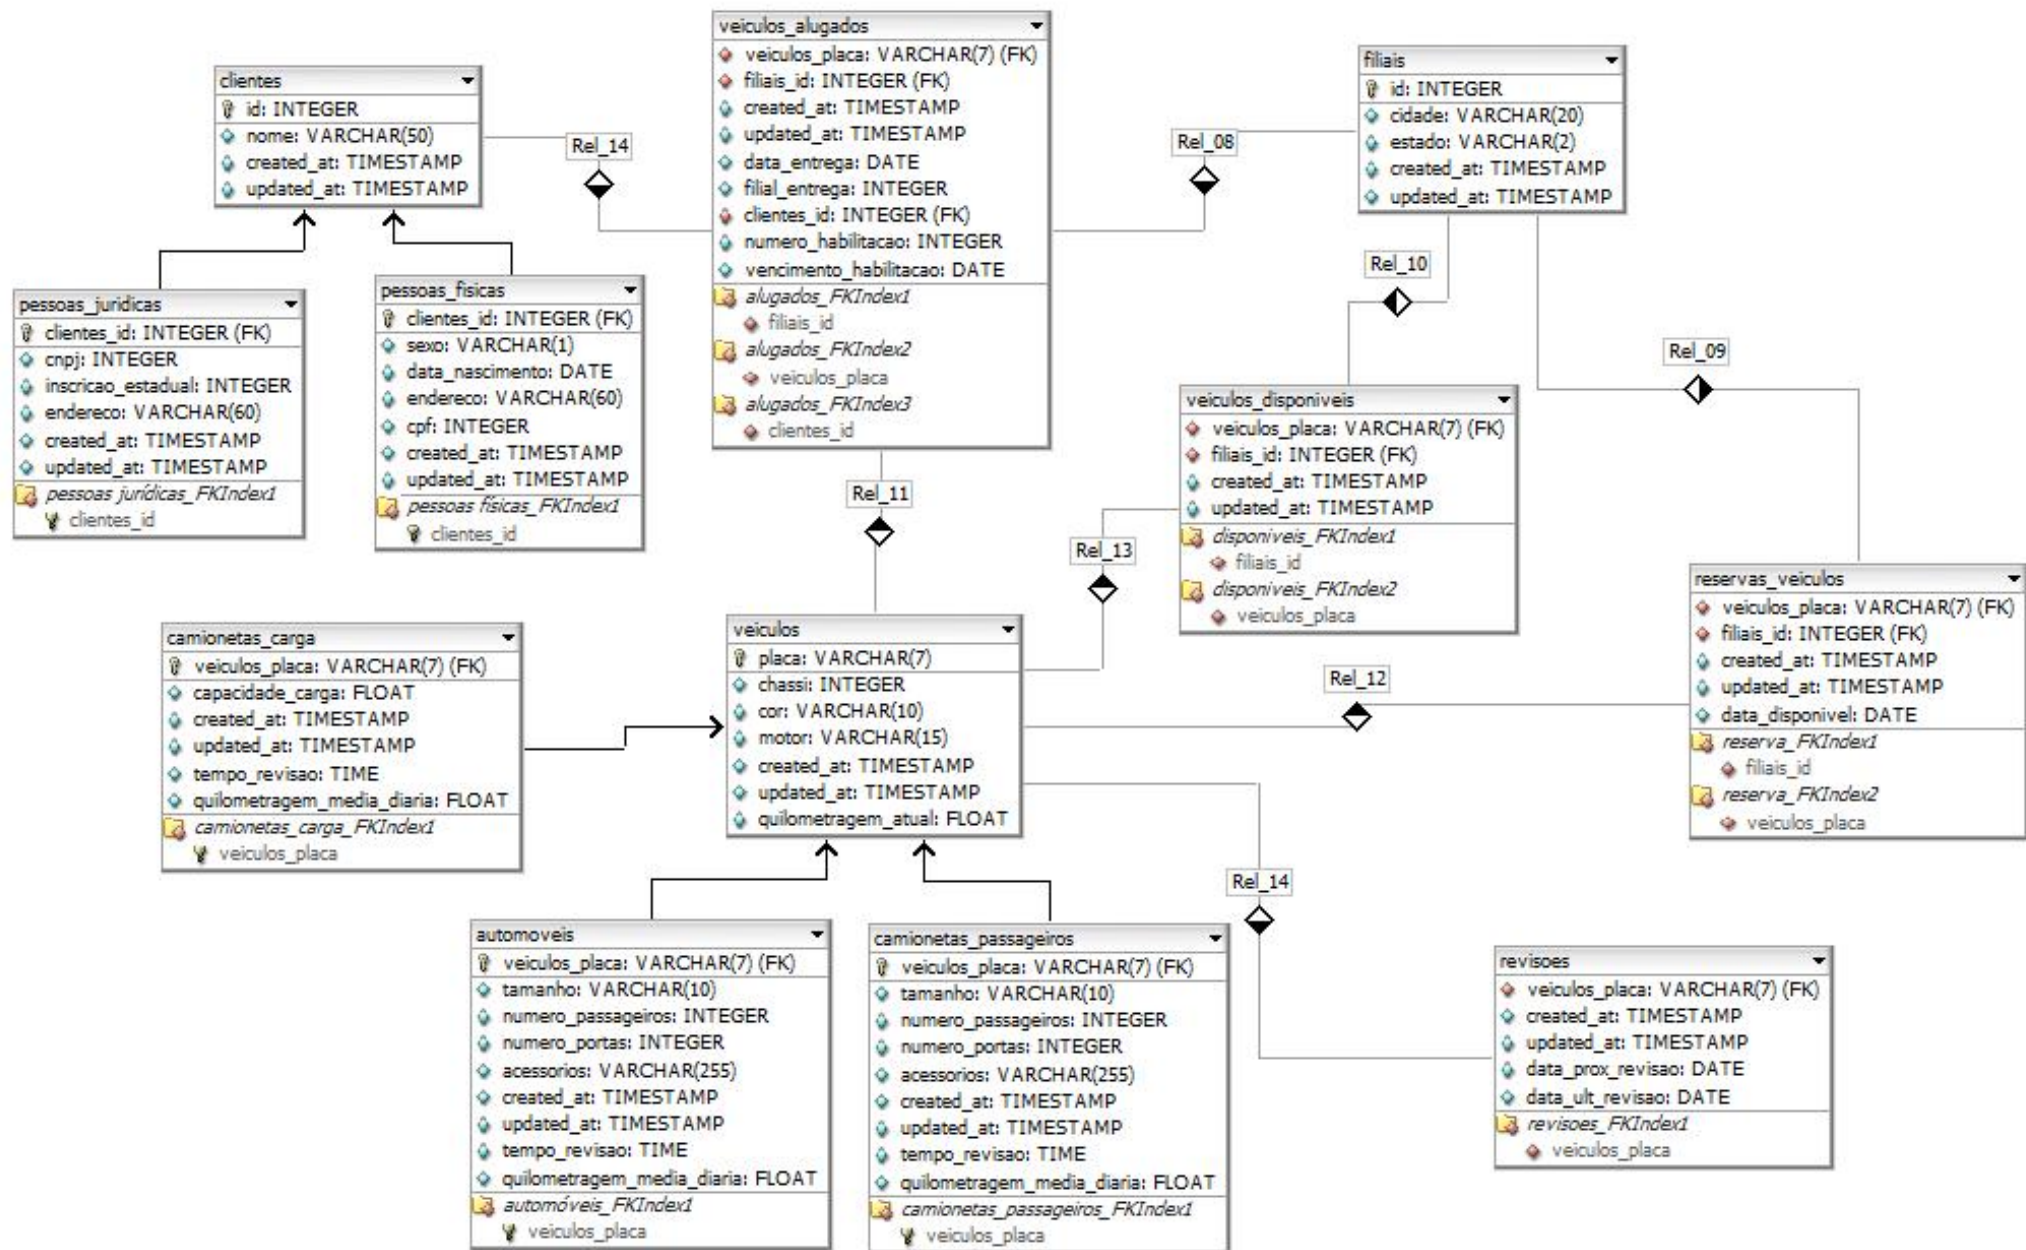 veiculos_alugados
veiculos_placa: VARCHAR(7) (FK)
filiais_id: INTEGER (FK)
created_at: TIMESTAMP
updated_at: TIMESTAMP
data_entrega: DATE
filial_entrega: INTEGER
clientes_id: INTEGER (FK)
numero_habilitacao: INTEGER
vencimento_habilitacao: DATE
alugados_FKIndex1
filiais_id
alugados_FKIndex2
veiculos_placa
alugados_FKIndex3
clientes_id
clientes
id: INTEGER
nome: VARCHAR(50)
created_at: TIMESTAMP
updated_at: TIMESTAMP
Rel_14
Rel_08
filiais
id: INTEGER
cidade: VARCHAR(20)
estado: VARCHAR(2)
created_at: TIMESTAMP
updated_at: TIMESTAMP
Rel_10
Rel_09
pessoas_juridicas
clientes_id: INTEGER (FK)
cnpj: INTEGER
inscricao_estadual: INTEGER
endereco: VARCHAR(60)
created_at: TIMESTAMP
updated_at: TIMESTAMP
pessoas jurídicas_FKIndex1
clientes_id
pessoas_fisicas
clientes_id: INTEGER (FK)
sexo: VARCHAR(1)
data_nascimento: DATE
endereco: VARCHAR(60)
cpf: INTEGER
created_at: TIMESTAMP
updated_at: TIMESTAMP
pessoas físicas_FKIndex1
clientes_id
Rel_11
Rel_13
veiculos_disponiveis
veiculos_placa: VARCHAR(7) (FK)
filiais_id: INTEGER (FK)
created_at: TIMESTAMP
updated_at: TIMESTAMP
disponiveis_FKIndex1
filiais_id
disponiveis_FKIndex2
veiculos_placa
reservas_veiculos
veiculos_placa: VARCHAR(7) (FK)
filiais_id: INTEGER (FK)
created_at: TIMESTAMP
updated_at: TIMESTAMP
data_disponivel: DATE
reserva_FKIndex1
filiais_id
reserva_FKIndex2
veiculos_placa
camionetas_carga
veiculos_placa: VARCHAR(7) (FK)
capacidade_carga: FLOAT
created_at: TIMESTAMP
updated_at: TIMESTAMP
tempo_revisao: TIME
quilometragem_media_diaria: FLOAT
camionetas_carga_FKIndex1
veiculos_placa
veiculos
placa: VARCHAR(7)
chassi: INTEGER
cor: VARCHAR(10)
motor: VARCHAR(15)
created_at: TIMESTAMP
updated_at: TIMESTAMP
quilometragem_atual: FLOAT
Rel_12
Rel_14
automoveis
veiculos_placa: VARCHAR(7) (FK)
tamanho: VARCHAR(10)
numero_passageiros: INTEGER
numero_portas: INTEGER
acessorios: VARCHAR(255)
created_at: TIMESTAMP
updated_at: TIMESTAMP
tempo_revisao: TIME
quilometragem_media_diaria: FLOAT
automóveis_FKIndex1
veiculos_placa
camionetas_passageiros
veiculos_placa: VARCHAR(7) (FK)
tamanho: VARCHAR(10)
numero_passageiros: INTEGER
numero_portas: INTEGER
acessorios: VARCHAR(255)
created_at: TIMESTAMP
updated_at: TIMESTAMP
tempo_revisao: TIME
quilometragem_media_diaria: FLOAT
camionetas_passageiros_FKIndex1
veiculos_placa
revisoes
veiculos_placa: VARCHAR(7) (FK)
created_at: TIMESTAMP
updated_at: TIMESTAMP
data_prox_revisao: DATE
data_ult_revisao: DATE
revisoes_FKIndex1
veiculos_placa